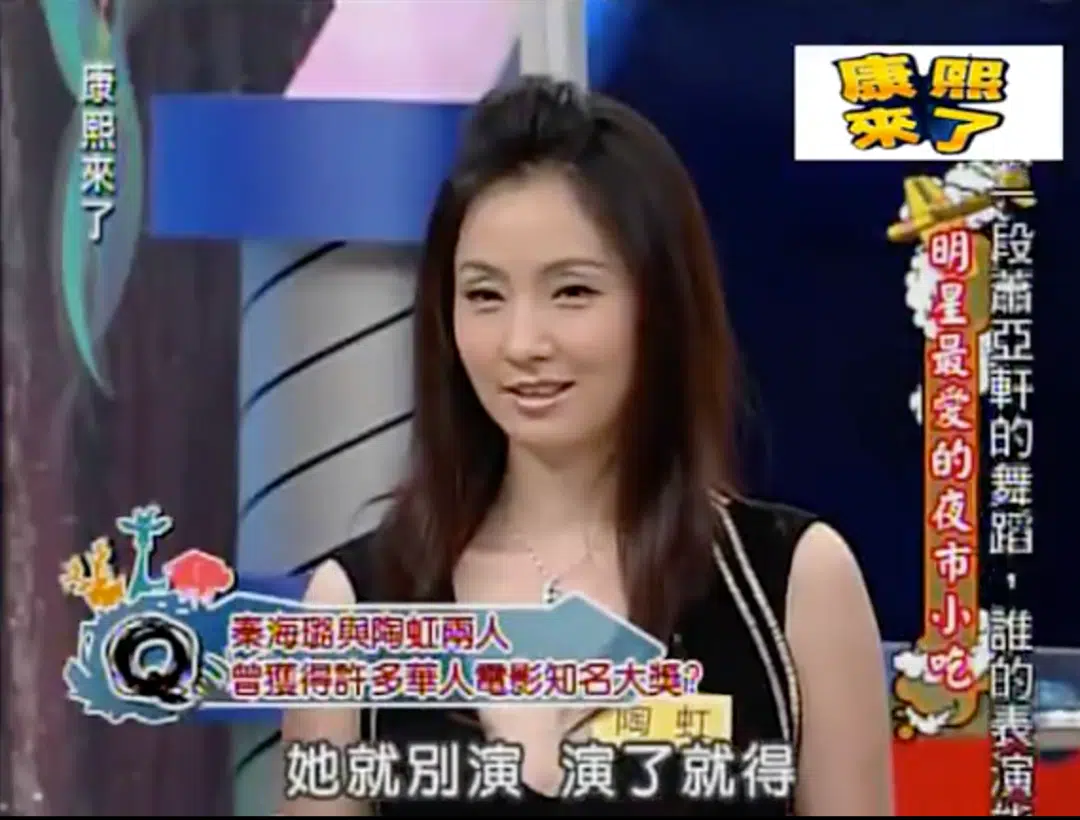 康熙來了
康熙
來了
段蕭亞軒的舞蹈，誰的表演
明星最愛的夜市小吃
Q
秦海璐與陶虹兩人
曾獲得許多華人電影知名大獎?
陶虹
她就別演 演了就得